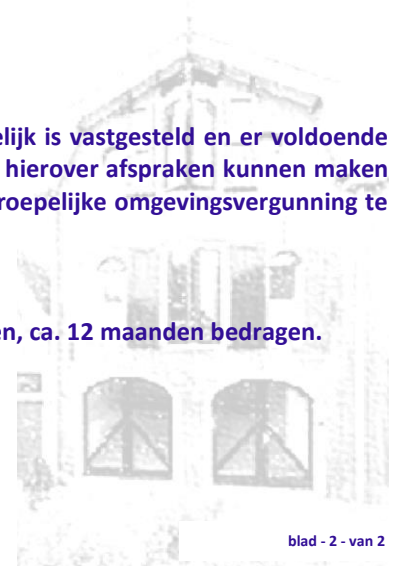 elijk is vastgesteld en er voldoende
hierover afspraken kunnen maken
roepelijke omgevingsvergunning te
en, ca. 12 maanden bedragen.
blad - 2 - van 2